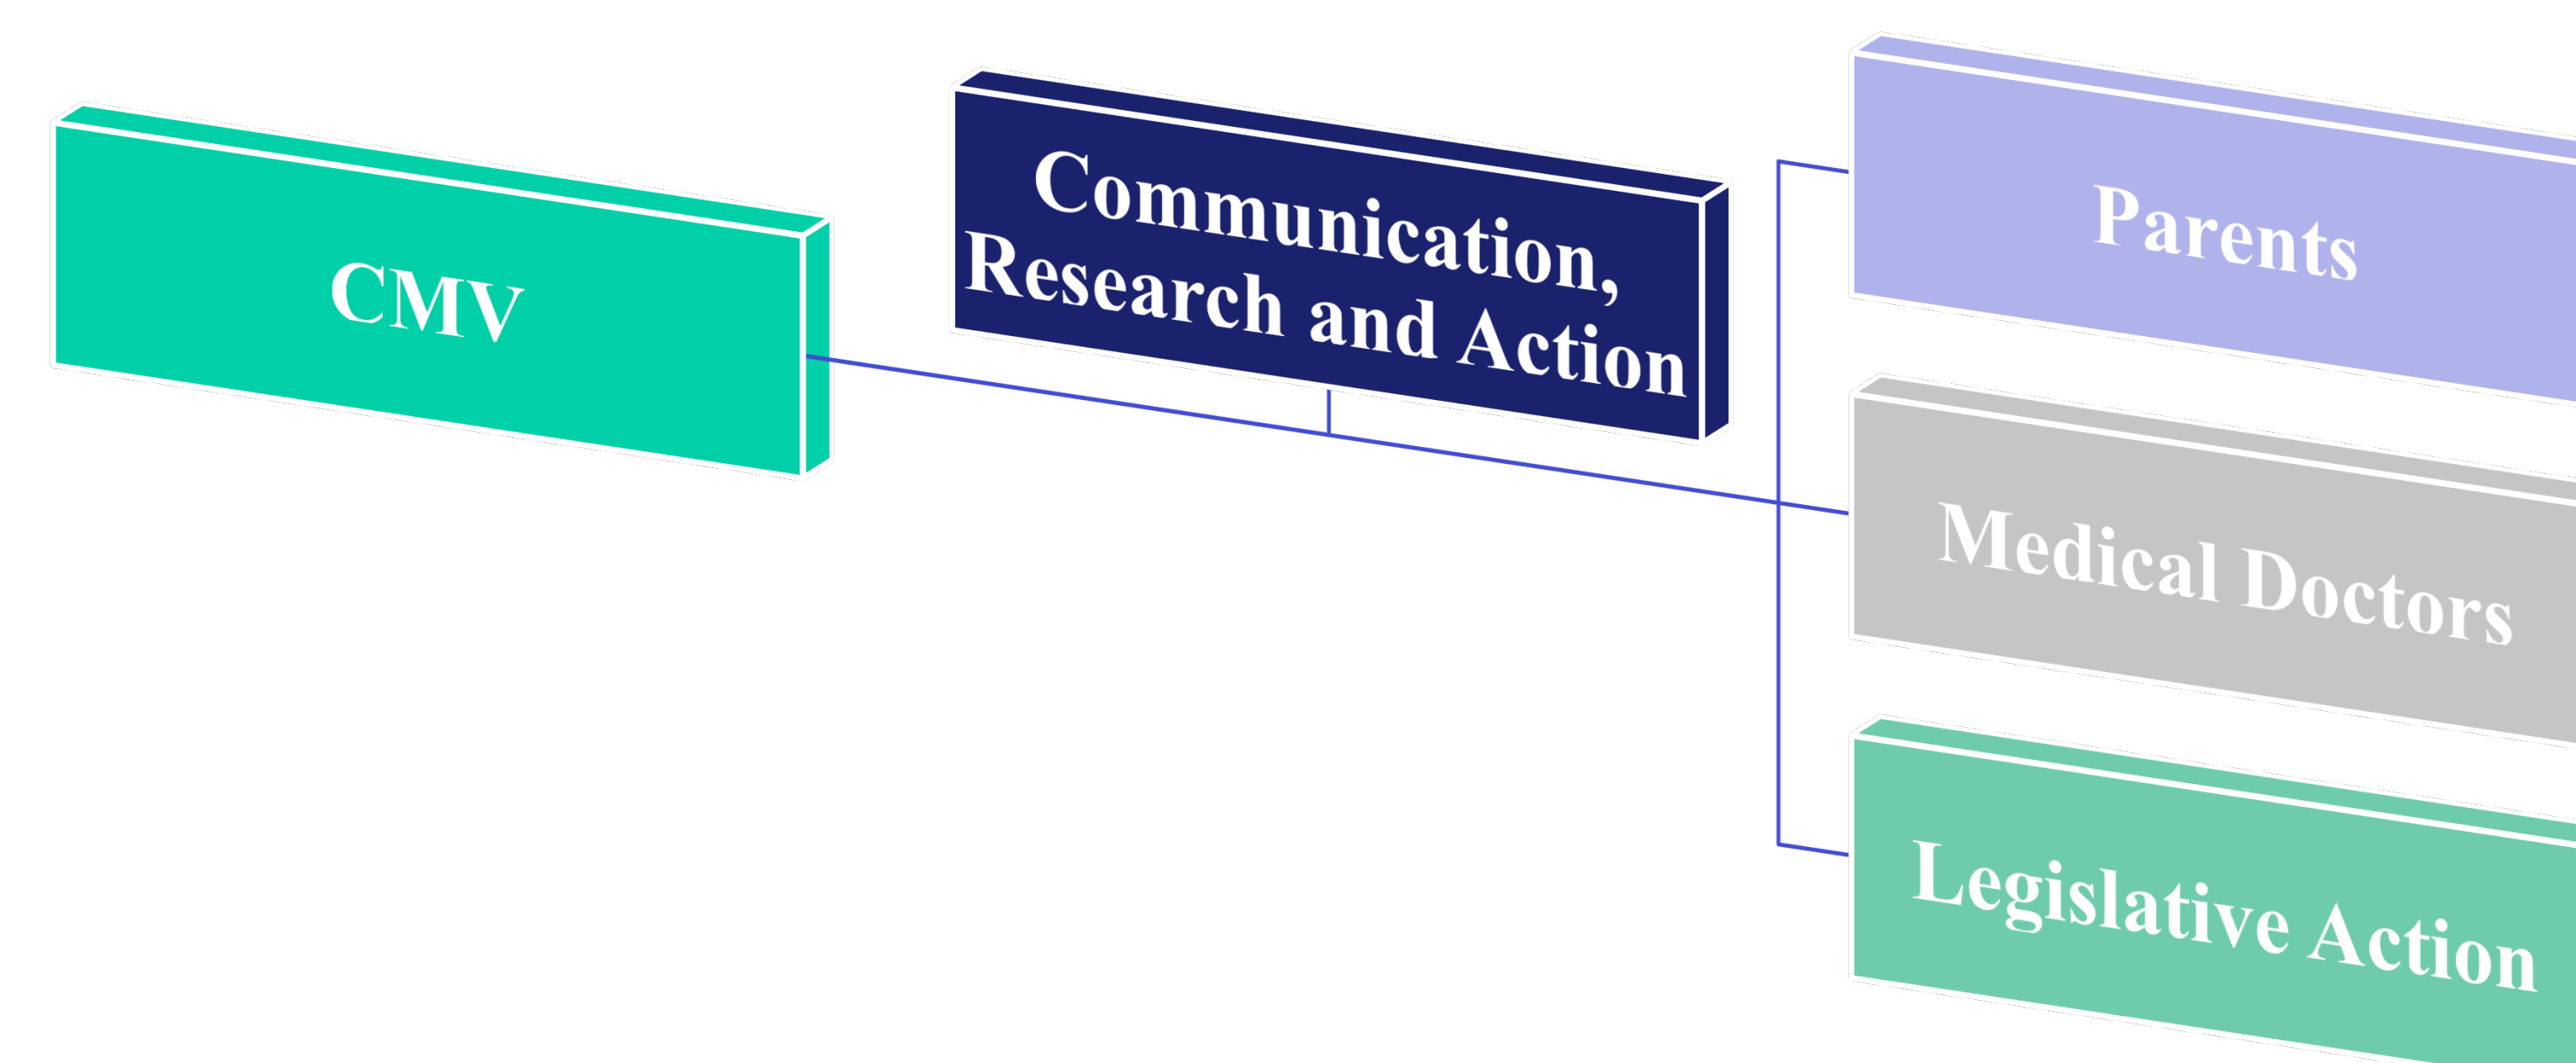 CMV
Communication,
Research and Action
Parents
Medical Doctors
Legislative Action